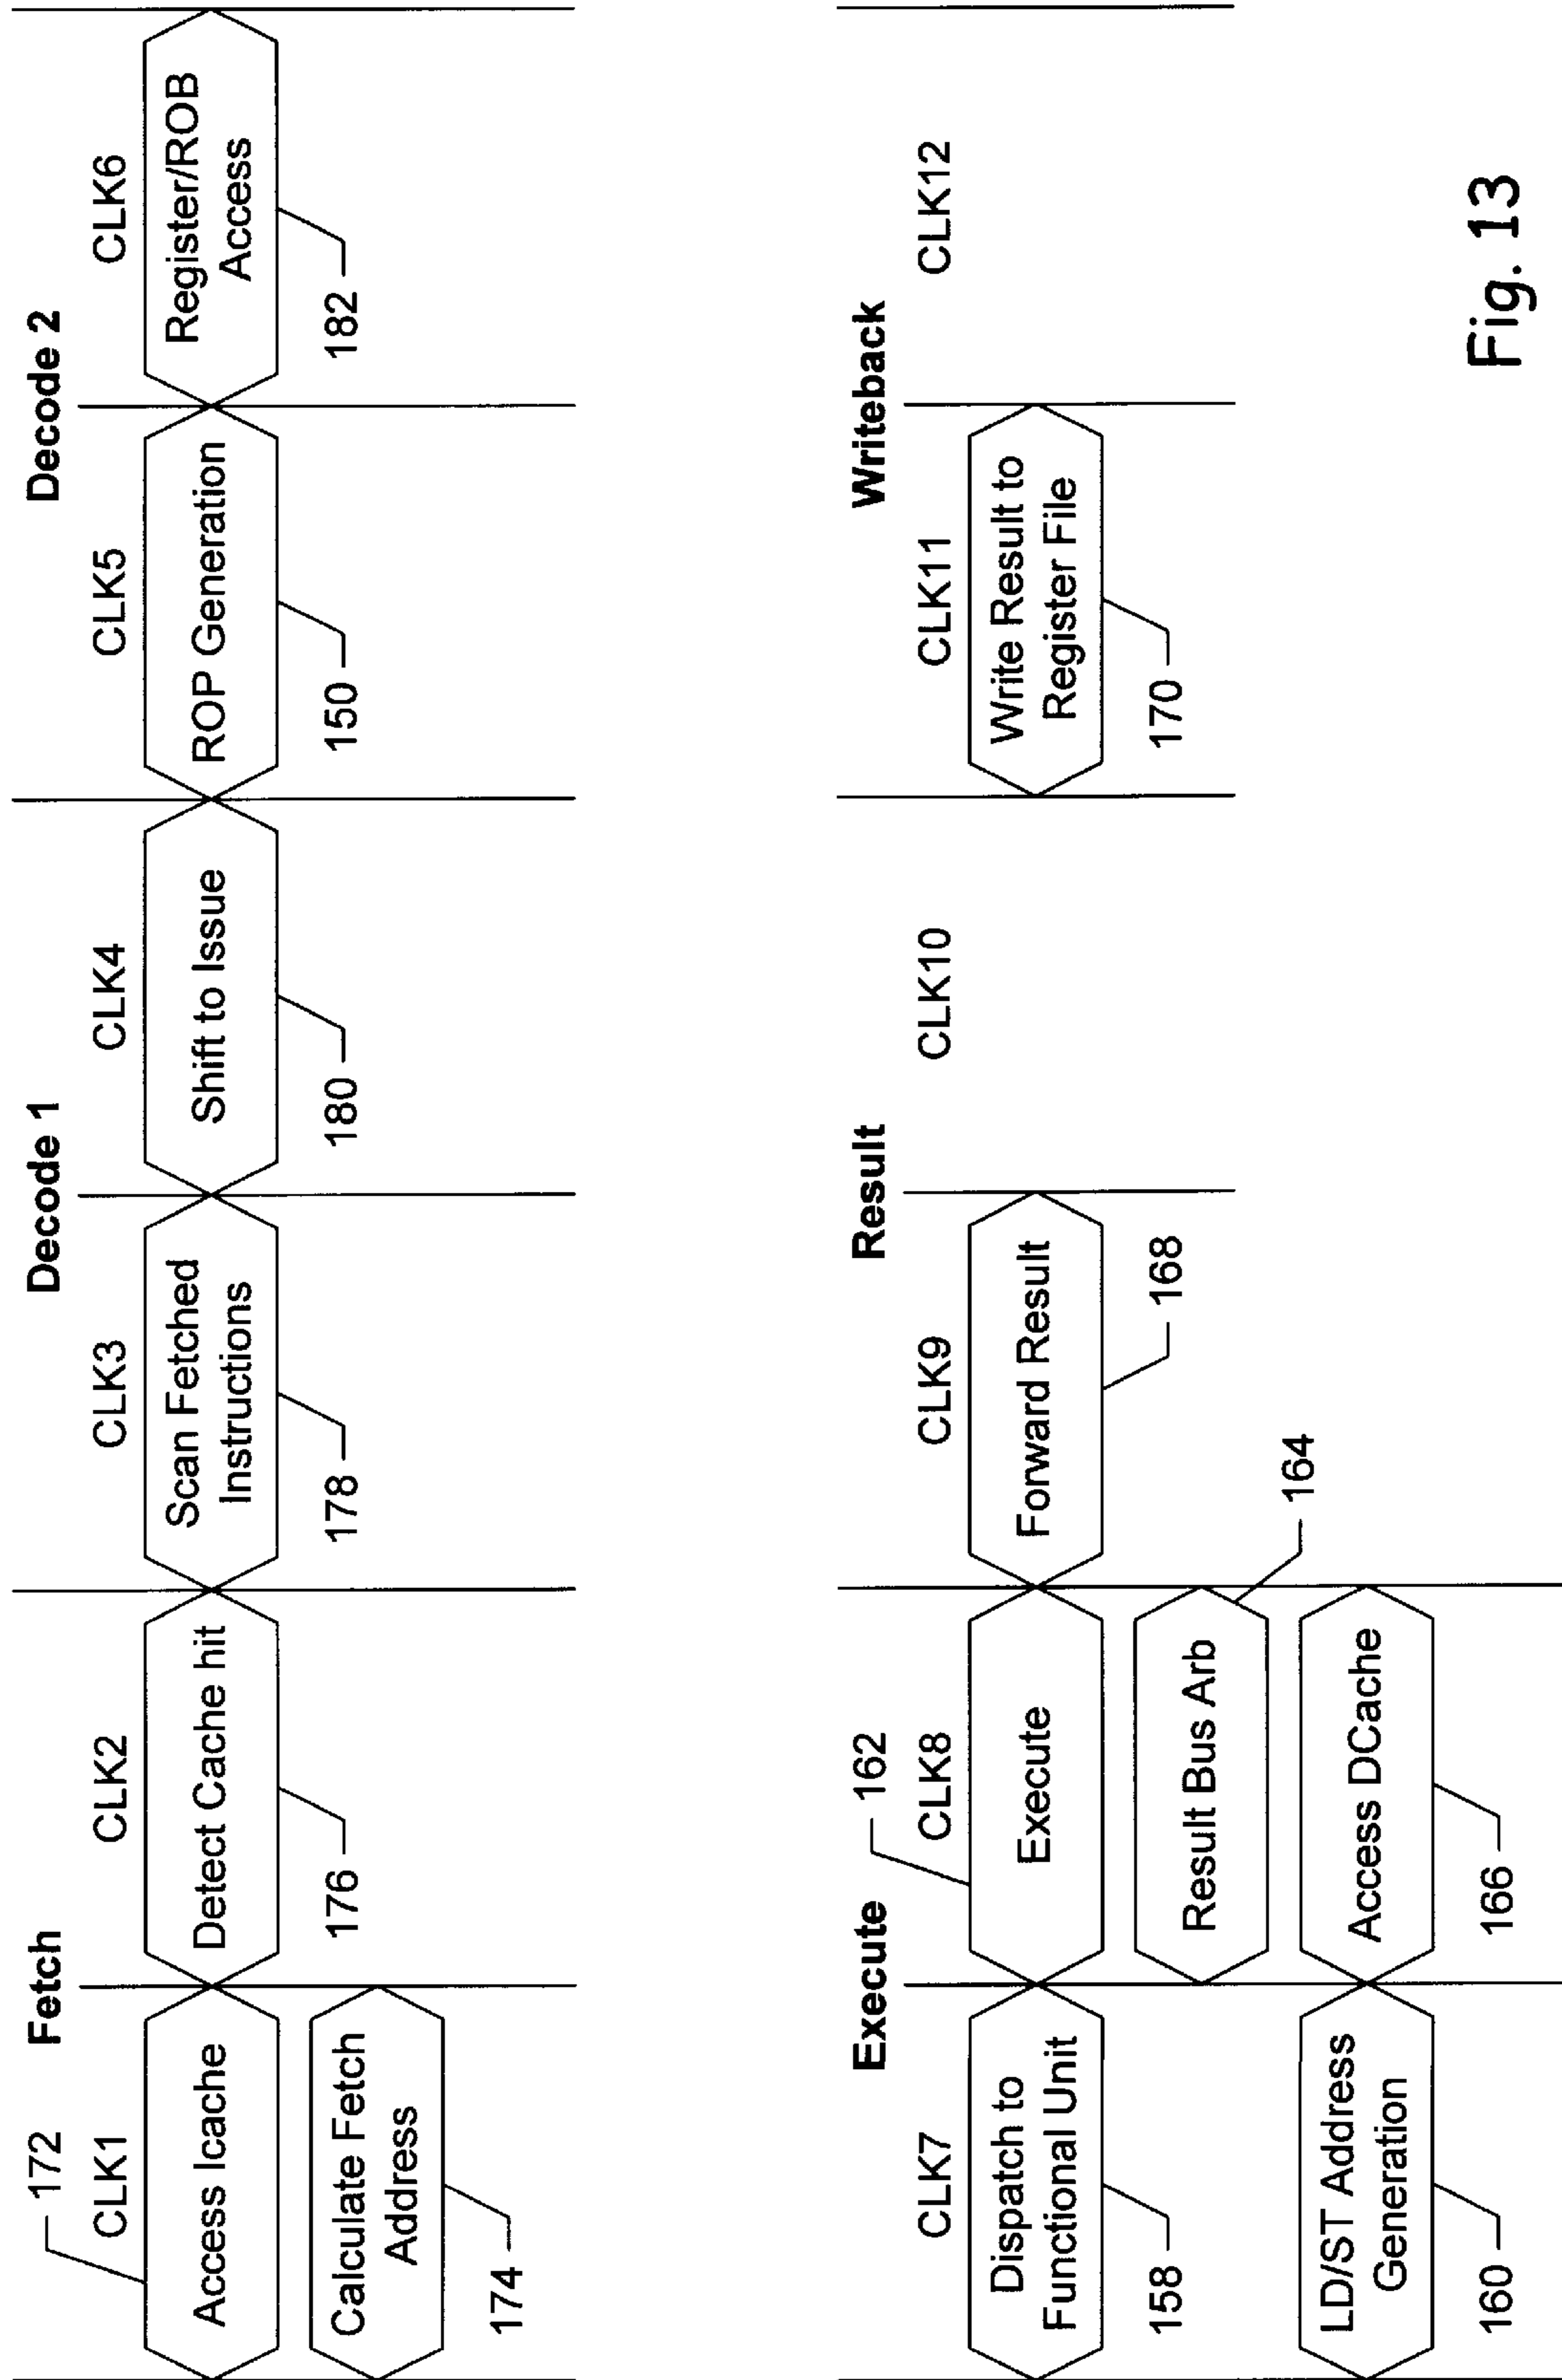 Fetch
Decode 1
Decode 2
172
CLK1
CLK2
CLK3
CLK4
CLK5
CLK6
Access Icache
Detect Cache hit
Scan Fetched
Instructions
Shift to Issue
ROP Generation
Register/ROB
Access
176
178
180
150
182
Calculate Fetch
Address
174
Execute
Result
Writeback
162
CLK7
CLK8
CLK9
CLK10
CLK11
CLK12
Dispatch to
Functional Unit
Execute
Forward Result
Write Result to
Register File
158
168
170
Result Bus Arb
164
LD/ST Address
Generation
Access DCache
160
166
Fig. 13